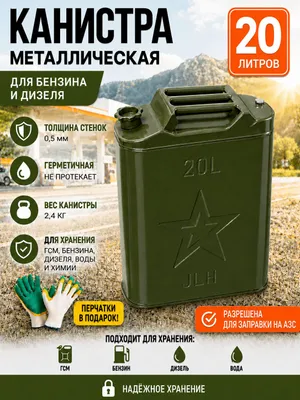 КАНИСТРА
МЕТАЛЛИЧЕСКАЯ
20
ЛИТРОВ
ДЛЯ БЕНЗИНА
И ДИЗЕЛЯ
ТОЛЩИНА СТЕНОК
0,5 мм
ГЕРМЕТИЧНАЯ
НЕ ПРОТЕКАЕТ
ВЕС КАНИСТРЫ
2,4 КГ
ДЛЯ ХРАНЕНИЯ
ГСМ, БЕНЗИНА,
ДИЗЕЛЯ, ВОДЫ
И ХИМИИ
20L
JLH
ПЕРЧАТКИ
В ПОДАРОК!
РАЗРЕШЕНА
ДЛЯ ЗАПРАВКИ НА АЗС
ПОДХОДИТ ДЛЯ ХРАНЕНИЯ:
ГСМ
БЕНЗИН
ДИЗЕЛЬ
ВОДА
НАДЁЖНОЕ ХРАНЕНИЕ